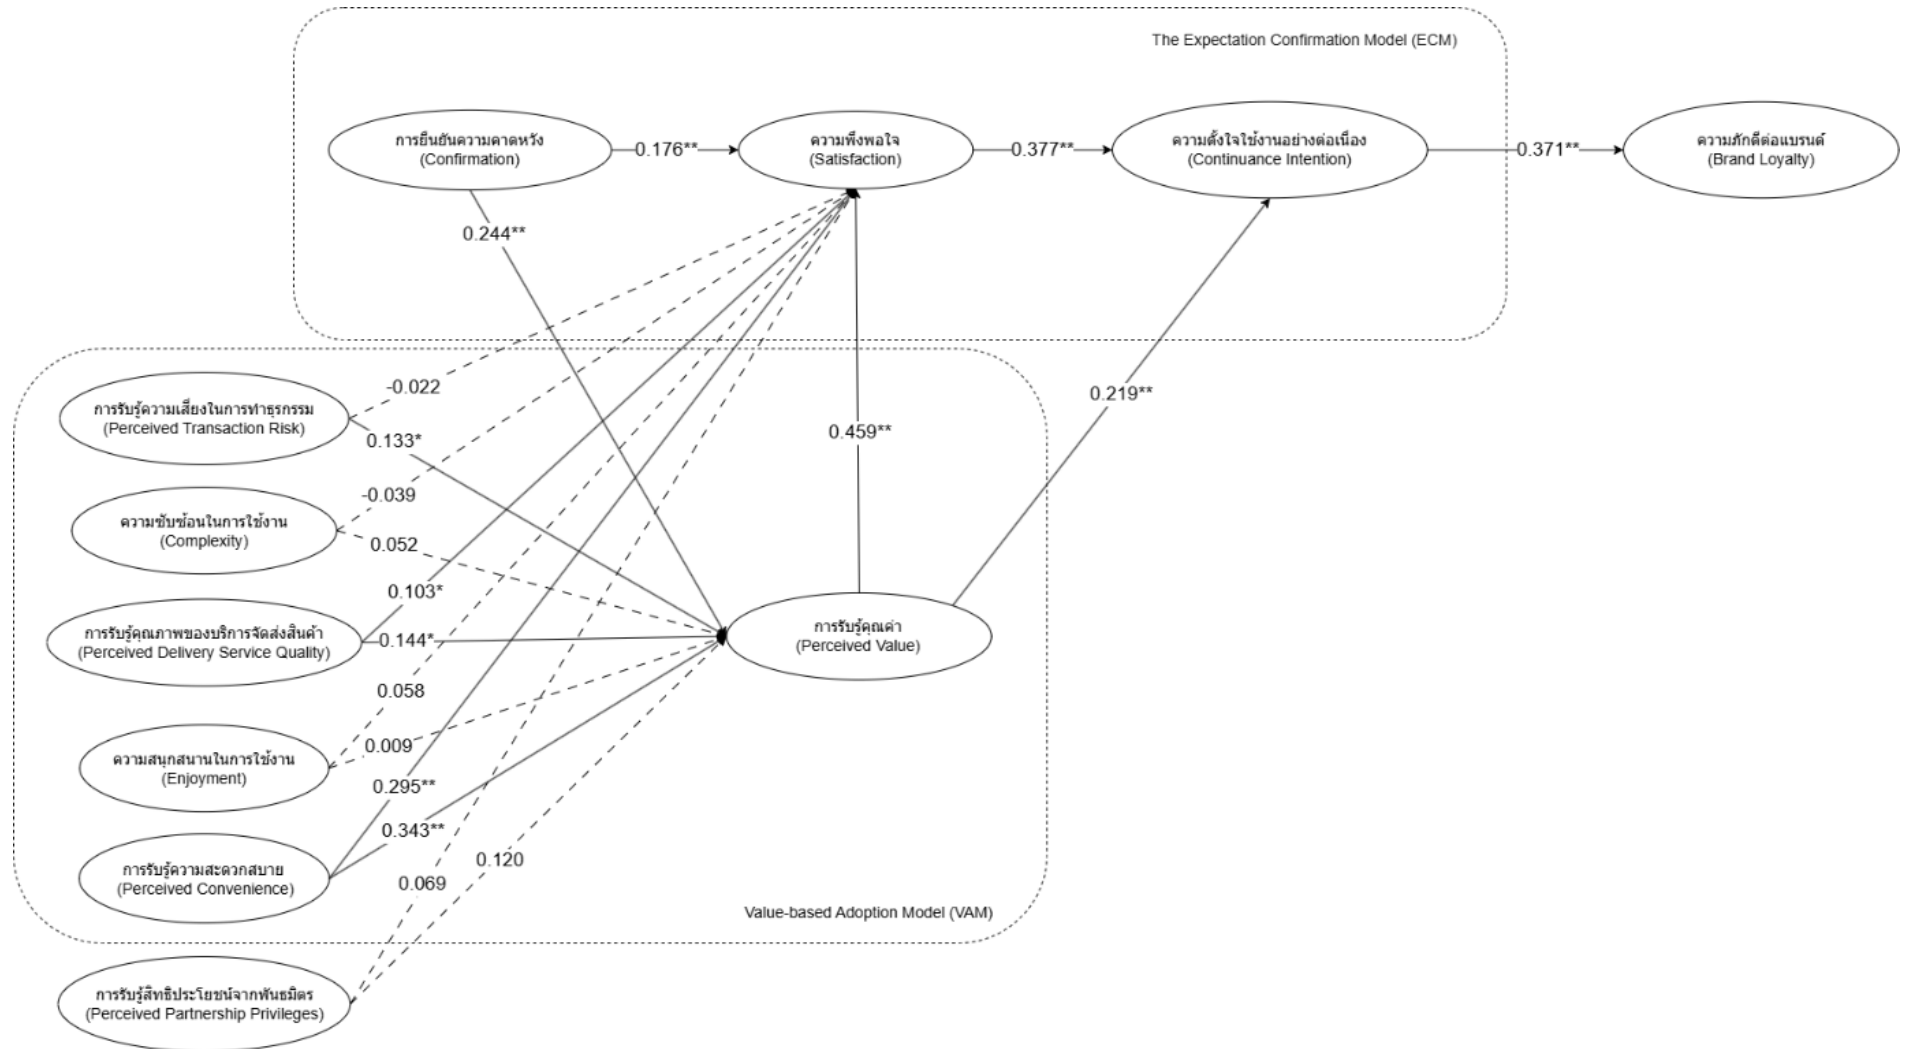 The Expectation Confirmation Model (ECM)
การยืนยันความคาดหวัง
(Confirmation)
0.176**
ความพึงพอใจ
(Satisfaction)
0.377**
ความตั้งใจใช้งานอย่างต่อเนื่อง
(Continuance Intention)
0.371**
ความภักดีต่อแบรนด์
(Brand Loyalty)
0.244**
-0.022
0.219**
การรับรู้ความเสี่ยงในการทำธุรกรรม
(Perceived Transaction Risk)
0.133*
0.459**
-0.039
ความซับซ้อนในการใช้งาน
(Complexity)
0.052
0.103*
การรับรู้คุณภาพของบริการจัดส่งสินค้า
(Perceived Delivery Service Quality)
0.144*
การรับรู้คุณค่า
(Perceived Value)
0.058
0.009
ความสนุกสนานในการใช้งาน
(Enjoyment)
0.295**
0.343**
0.120
การรับรู้ความสะดวกสบาย
(Perceived Convenience)
0.069
Value-based Adoption Model (VAM)
การรับรู้สิทธิประโยชน์จากพันธมิตร
(Perceived Partnership Privileges)